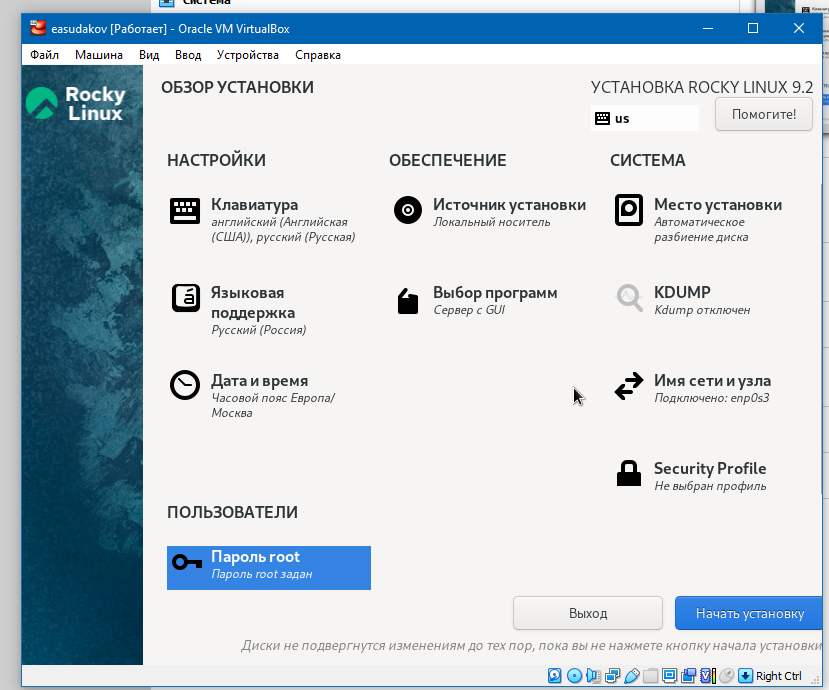 Система
easudakov [Работает] - Oracle VM VirtualBox
Файл Машина Вид Ввод Устройства Справка
Rocky
Linux
ОБЗОР УСТАНОВКИ
УСТАНОВКА ROCKY LINUX 9.2
us
Помогите!
НАСТРОЙКИ
Клавиатура
английский (Английская
(США)), русский (Русская)
Языковая
поддержка
Русский (Россия)
Дата и время
Часовой пояс Европа/
Москва
ОБЕСПЕЧЕНИЕ
Источник установки
Локальный носитель
Выбор программ
Сервер с GUI
СИСТЕМА
Место установки
Автоматическое
разбиение диска
KDUMP
Kdump отключен
Имя сети и узла
Подключено: enp0s3
Security Profile
Не выбран профиль
ПОЛЬЗОВАТЕЛИ
Пароль root
Пароль root задан
Выход
Начать установку
Диски не подвергнутся изменениям до тех пор, пока вы не нажмете кнопку начала установки
Right Ctrl